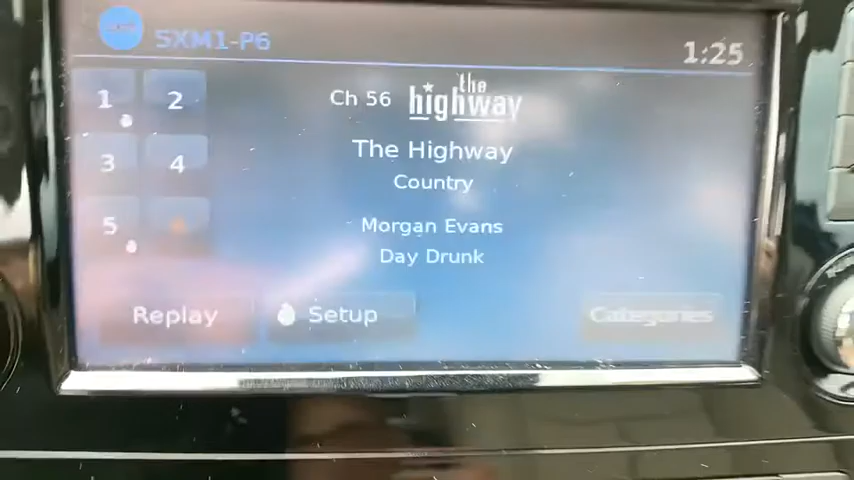 SXM1-P6
1:25
1 2
Ch 56 the highway
The Highway
3 4
Country
5
Morgan Evans
Day Drunk
Replay
Setup
Categories